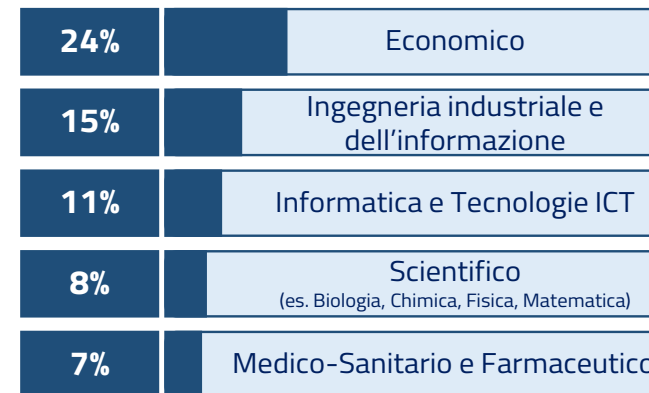 24%
Economico
15%
Ingegneria industriale e
dell’informazione
11%
Informatica e Tecnologie ICT
8%
Scientifico
(es. Biologia, Chimica, Fisica, Matematica)
7%
Medico-Sanitario e Farmaceutico